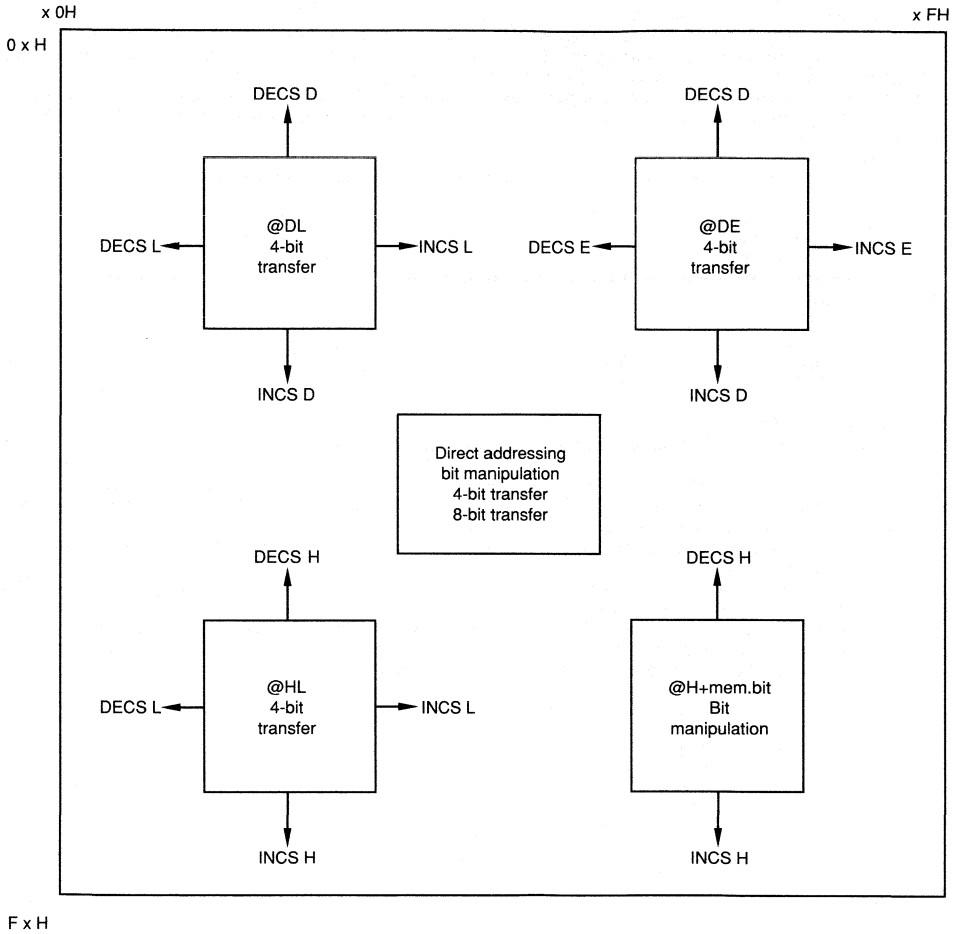 x 0H
x FH
0 x H
DECS D
DECS D
@DL
4-bit
transfer
DECS L
INCS L
@DE
4-bit
transfer
DECS E
INCS E
INCS D
INCS D
Direct addressing
bit manipulation
4-bit transfer
8-bit transfer
DECS H
DECS H
@HL
4-bit
transfer
DECS L
INCS L
@H+mem.bit
Bit
manipulation
INCS H
INCS H
F x H